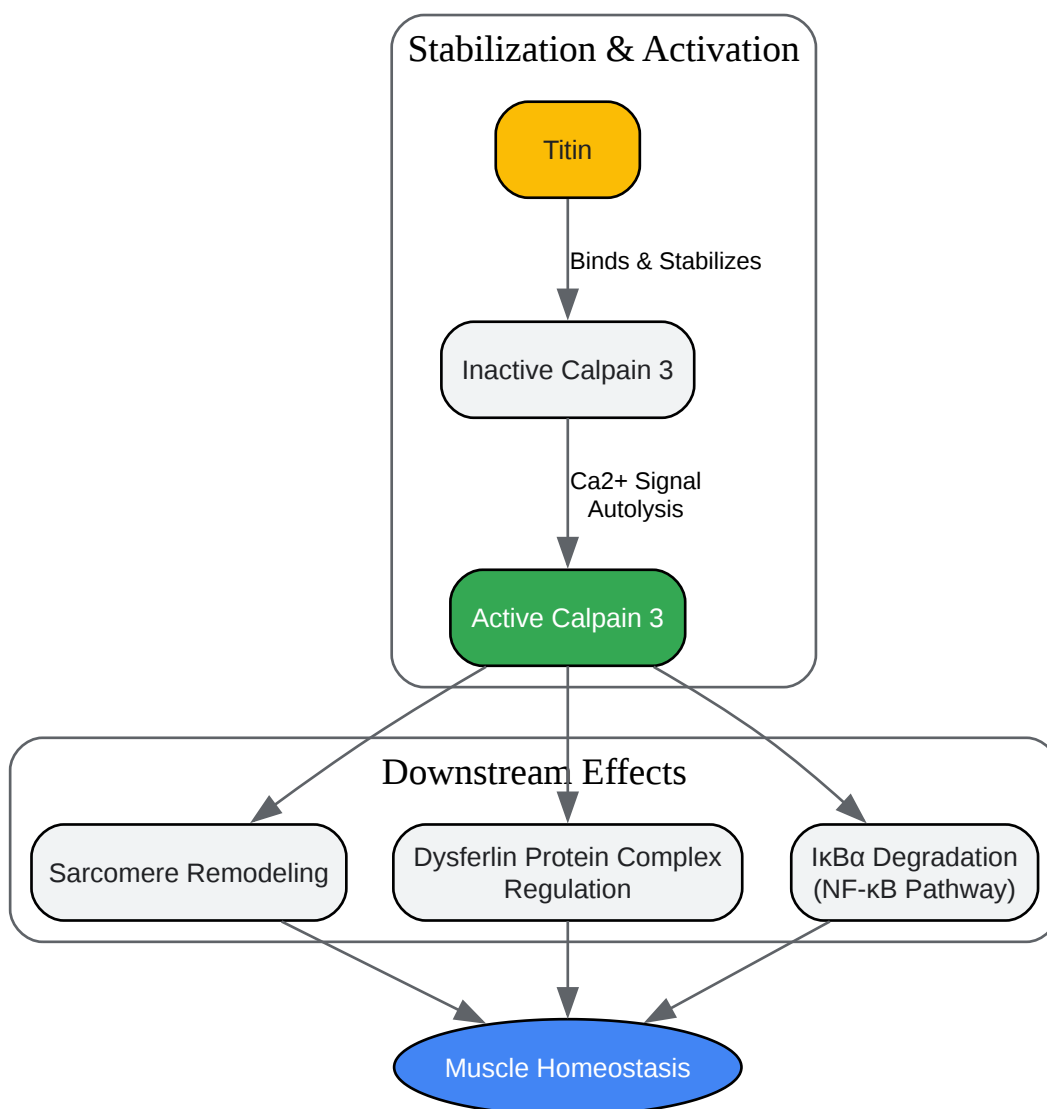 Stabilization & Activation
Titin
Binds & Stabilizes
Inactive Calpain 3
Ca2+ Signal
Autolysis
Active Calpain 3
Downstream Effects
Sarcomere Remodeling
Dysferlin Protein Complex
Regulation
IκBα Degradation
(NF-κB Pathway)
Muscle Homeostasis